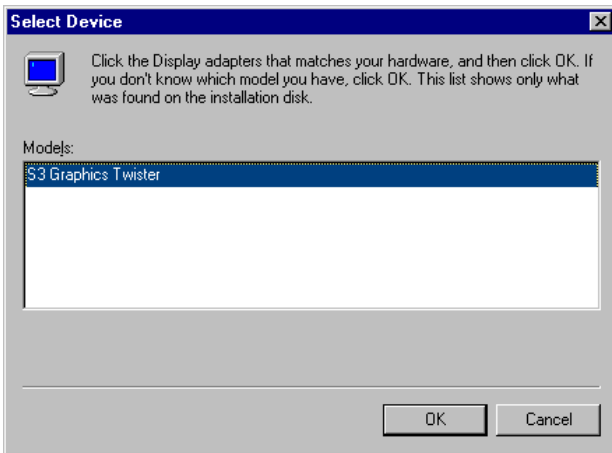 Select Device
Click the Display adapters that matches your hardware, and then click OK. If
you don't know which model you have, click OK. This list shows only what
was found on the installation disk.
Models:
S3 Graphics Twister
OK
Cancel